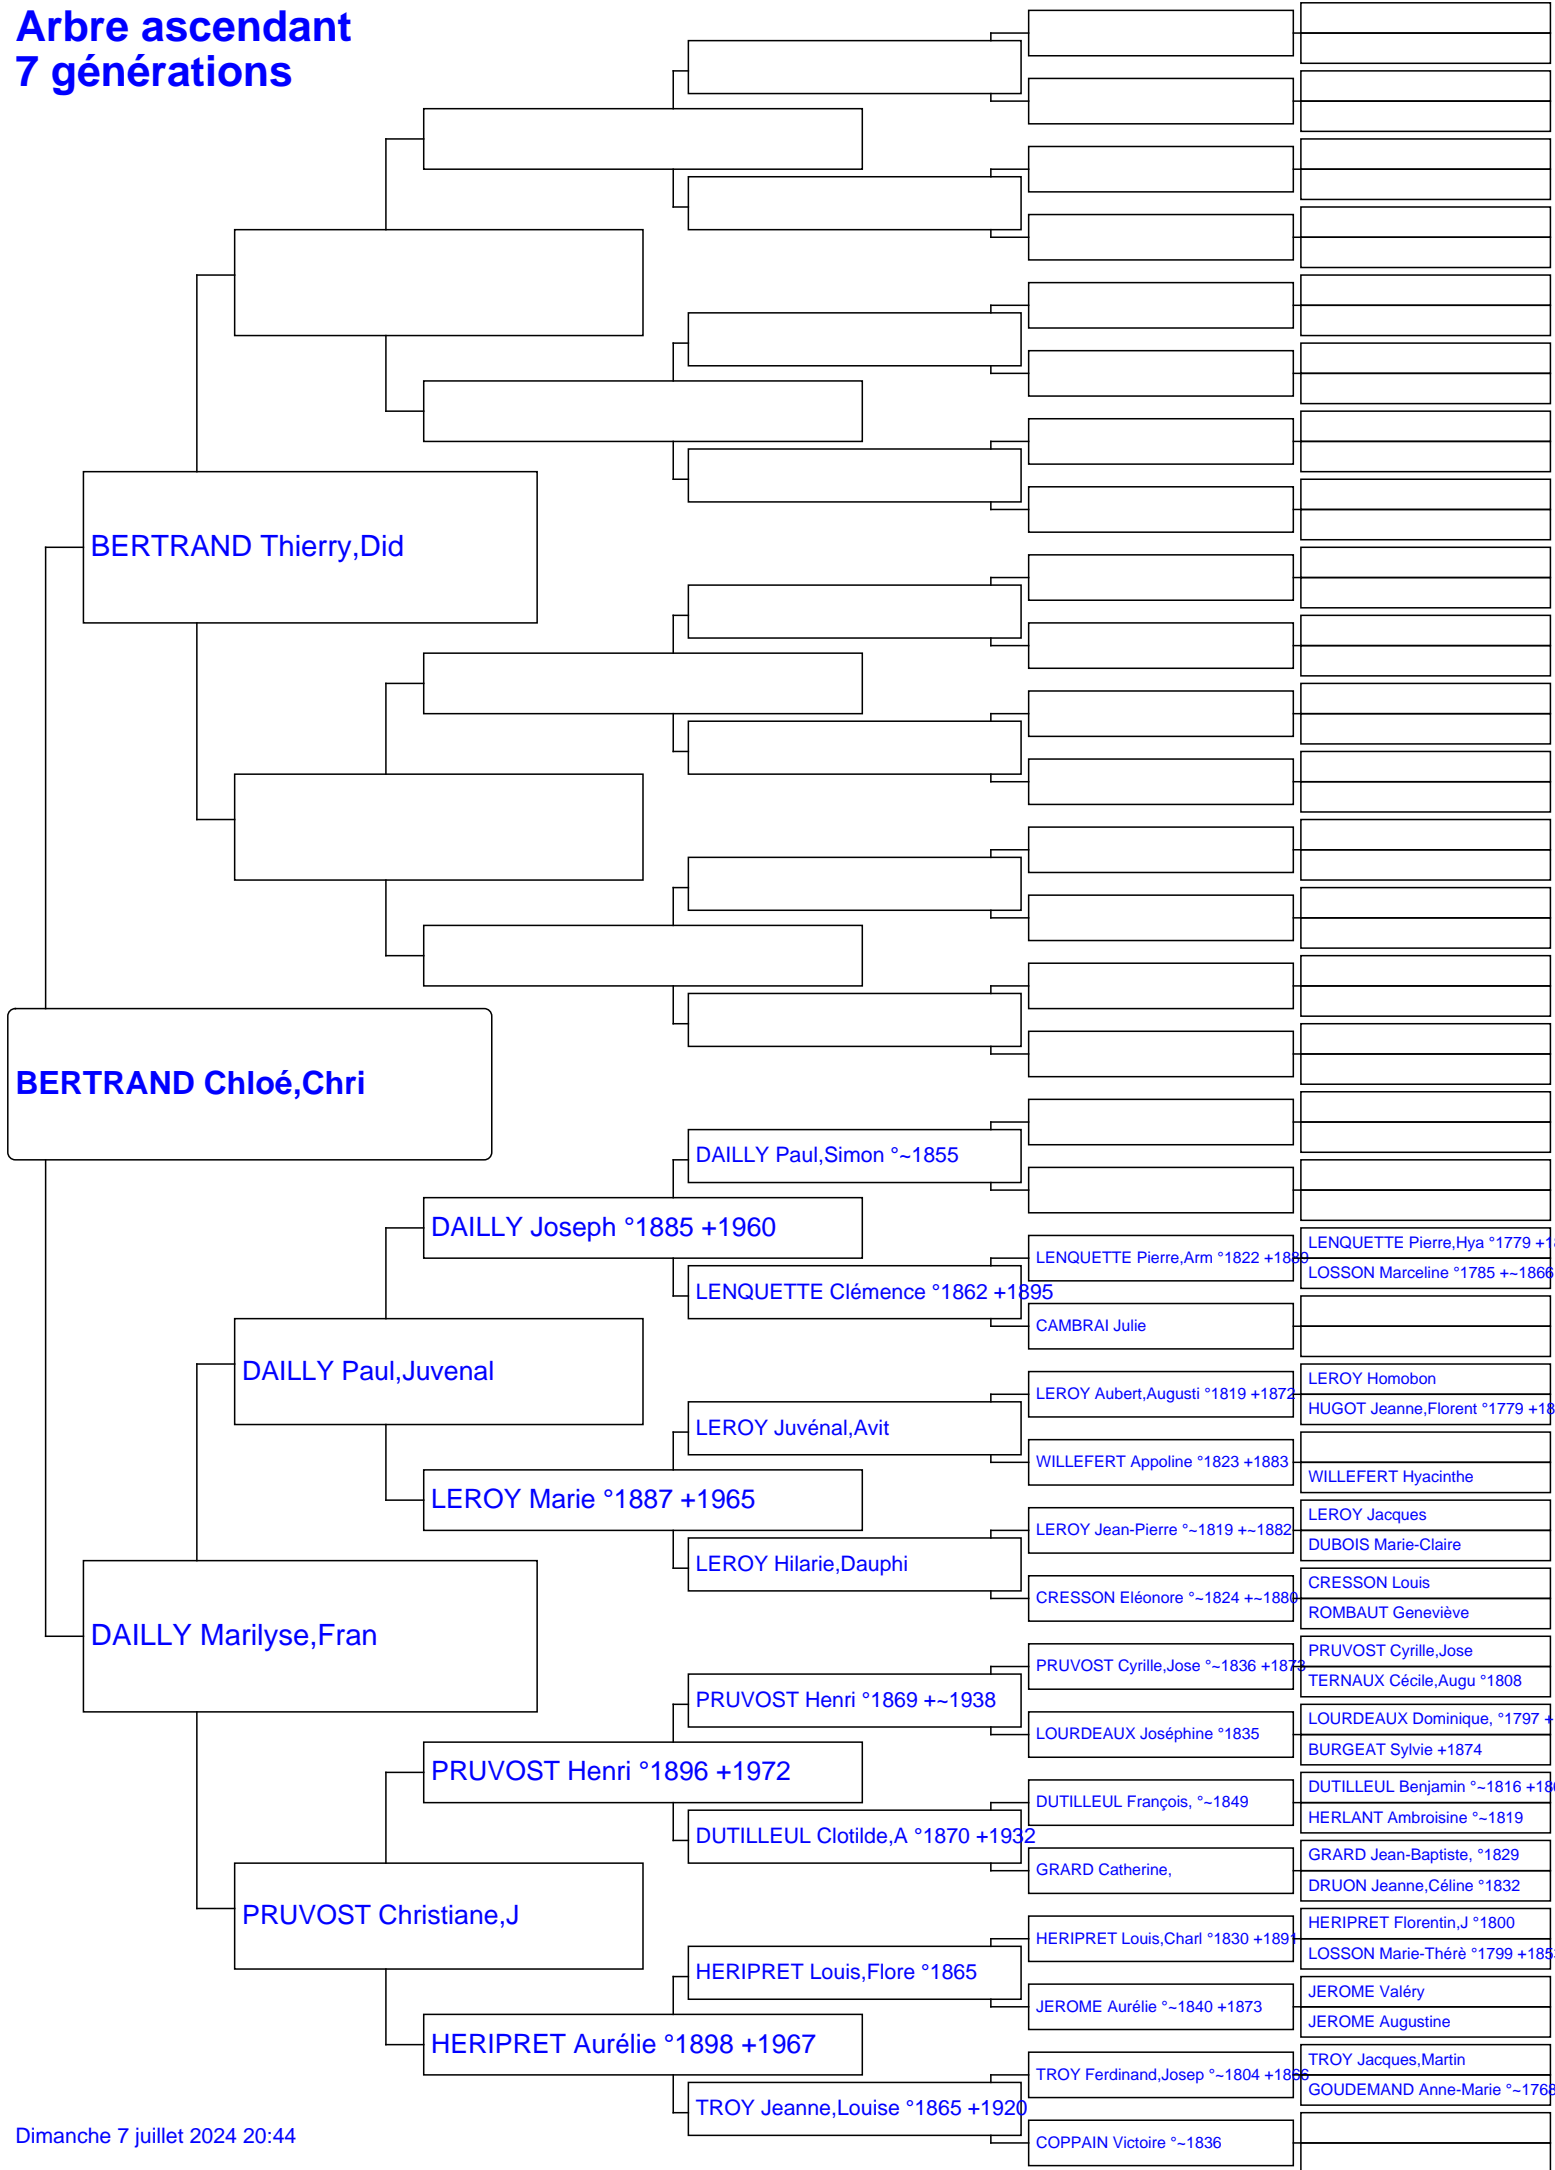 Arbre ascendant
7 générations
BERTRAND Thierry,Did
BERTRAND Chloé,Chri
DAILLY Paul,Simon °~1855
DAILLY Joseph °1885 +1960
LENQUETTE Pierre,Hya °1779 +18
LENQUETTE Pierre,Arm °1822 +1889
LOSSON Marceline °1785 +~1866
LENQUETTE Clémence °1862 +1895
CAMBRAI Julie
DAILLY Paul,Juvenal
LEROY Homobon
LEROY Aubert,Augusti °1819 +1872
HUGOT Jeanne,Florent °1779 +18
LEROY Juvénal,Avit
WILLEFERT Appoline °1823 +1883
WILLEFERT Hyacinthe
LEROY Marie °1887 +1965
LEROY Jacques
LEROY Jean-Pierre °~1819 +~1882
DUBOIS Marie-Claire
LEROY Hilarie,Dauphi
CRESSON Louis
CRESSON Eléonore °~1824 +~1880
ROMBAUT Geneviève
DAILLY Marilyse,Fran
PRUVOST Cyrille,Jose
PRUVOST Cyrille,Jose °~1836 +1873
TERNAUX Cécile,Augu °1808
PRUVOST Henri °1869 +~1938
LOURDEAUX Dominique, °1797 +
LOURDEAUX Joséphine °1835
BURGEAT Sylvie +1874
PRUVOST Henri °1896 +1972
DUTILLEUL Benjamin °~1816 +186
DUTILLEUL François, °~1849
HERLANT Ambroisine °~1819
DUTILLEUL Clotilde,A °1870 +1932
GRARD Jean-Baptiste, °1829
GRARD Catherine,
DRUON Jeanne,Céline °1832
PRUVOST Christiane,J
HERIPRET Florentin,J °1800
HERIPRET Louis,Charl °1830 +1891
LOSSON Marie-Thérè °1799 +185
HERIPRET Louis,Flore °1865
JEROME Valéry
JEROME Aurélie °~1840 +1873
JEROME Augustine
HERIPRET Aurélie °1898 +1967
TROY Jacques,Martin
TROY Ferdinand,Josep °~1804 +1866
GOUDEMAND Anne-Marie °~1768
TROY Jeanne,Louise °1865 +1920
COPPAIN Victoire °~1836
Dimanche 7 juillet 2024 20:44